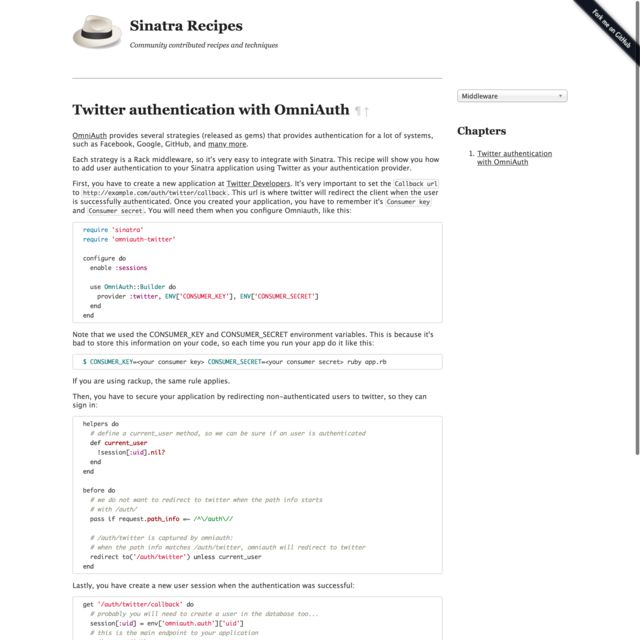 Fork me on GitHub
Sinatra Recipes
Community contributed recipes and techniques
Middleware
Twitter authentication with OmniAuth ¶ ↑
Chapters
1. Twitter authentication
with OmniAuth
OmniAuth provides several strategies (released as gems) that provides authentication for a lot of systems,
such as Facebook, Google, GitHub, and many more.
Each strategy is a Rack middleware, so it's very easy to integrate with Sinatra. This recipe will show you how
to add user authentication to your Sinatra application using Twitter as your authentication provider.
First, you have to create a new application at Twitter Developers. It's very important to set the Callback url
to http://example.com/auth/twitter/callback. This url is where twitter will redirect the client when the user
is successfully authenticated. Once you created your application, you have to remember it's Consumer key
and Consumer secret. You will need them when you configure Omniauth, like this:
require 'sinatra'
require 'omniauth-twitter'
configure do
enable :sessions
use OmniAuth::Builder do
provider :twitter, ENV['CONSUMER_KEY'], ENV['CONSUMER_SECRET']
end
end
Note that we used the CONSUMER_KEY and CONSUMER_SECRET environment variables. This is because it's
bad to store this information on your code, so each time you run your app do it like this:
$ CONSUMER_KEY=<your consumer key> CONSUMER_SECRET=<your consumer secret> ruby app.rb
If you are using rackup, the same rule applies.
Then, you have to secure your application by redirecting non-authenticated users to twitter, so they can
sign in:
helpers do
# define a current_user method, so we can be sure if an user is authenticated
def current_user
!session[:uid].nil?
end
end
before do
# we do not want to redirect to twitter when the path info starts
# with /auth/
pass if request.path_info =~ /^\/auth\//
# /auth/twitter is captured by omniauth:
# when the path info matches /auth/twitter, omniauth will redirect to twitter
redirect to('/auth/twitter') unless current_user
end
Lastly, you have create a new user session when the authentication was successful:
get '/auth/twitter/callback' do
# probably you will need to create a user in the database too...
session[:uid] = env['omniauth.auth']['uid']
# this is the main endpoint to your application